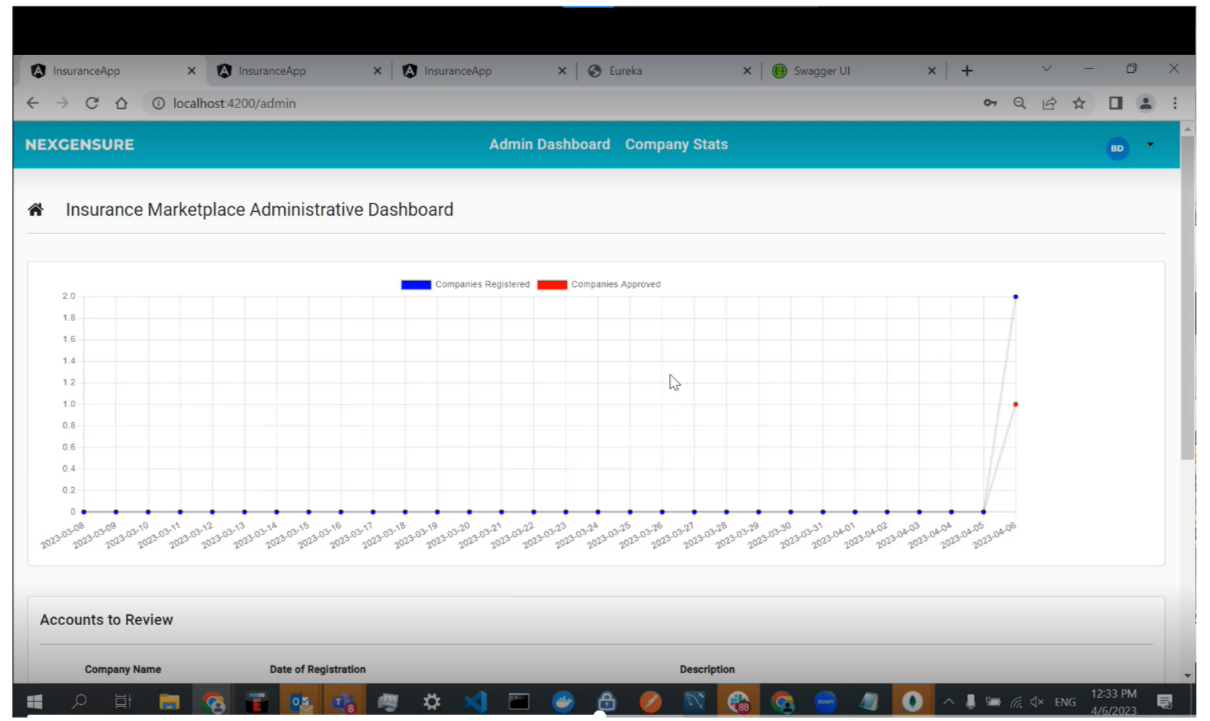 InsuranceApp InsuranceApp InsuranceApp Eureka Swagger UI
localhost:4200/admin
NEXGENSURE Admin Dashboard Company Stats BD
Insurance Marketplace Administrative Dashboard
Companies Registered Companies Approved
2.0
1.8
1.6
1.4
1.2
1.0
0.8
0.6
0.4
0.2
0
2023-03-08 2023-03-09 2023-03-10 2023-03-11 2023-03-12 2023-03-13 2023-03-14 2023-03-15 2023-03-16 2023-03-17 2023-03-18 2023-03-19 2023-03-20 2023-03-21 2023-03-22 2023-03-23 2023-03-24 2023-03-25 2023-03-26 2023-03-27 2023-03-28 2023-03-29 2023-03-30 2023-03-31 2023-04-01 2023-04-02 2023-04-03 2023-04-04 2023-04-05 2023-04-06
Accounts to Review
Company Name Date of Registration Description
88 zoom ENG 12:33 PM
4/6/2023